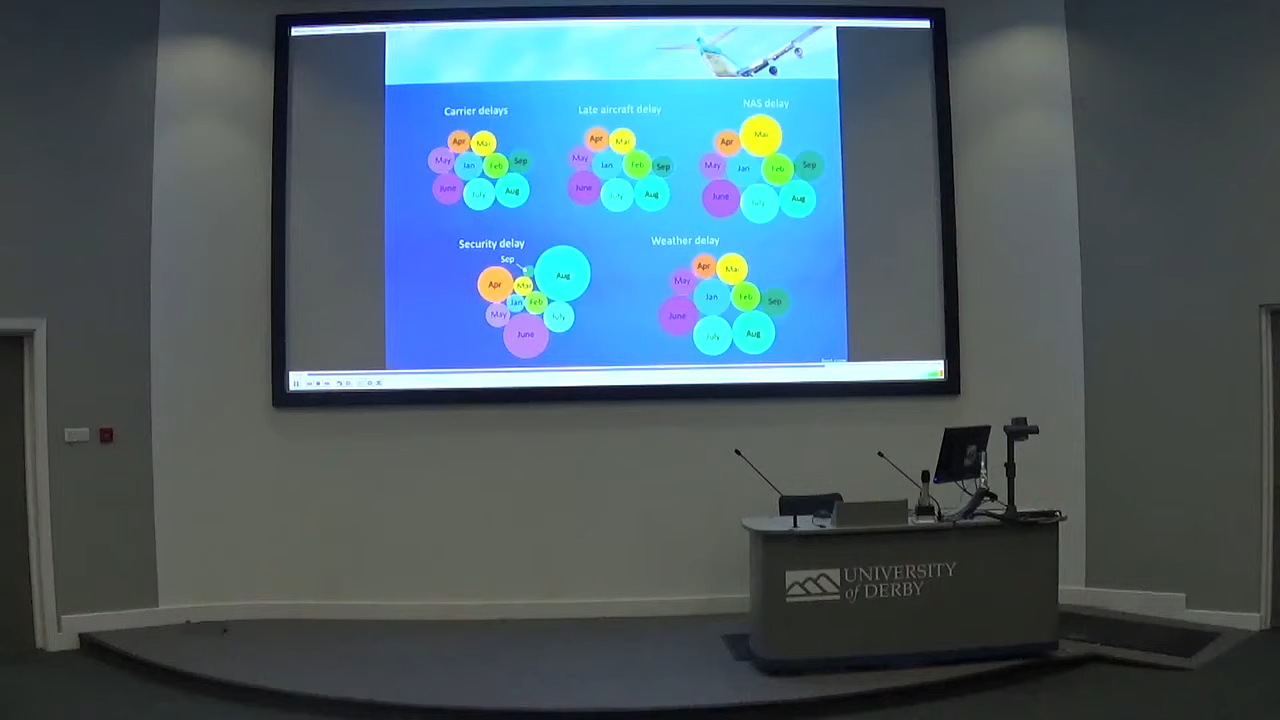 Carrier delays
Apr
Mar
May
Jan
Feb
Sep
June
July
Aug
Late aircraft delay
Apr
Mar
May
Jan
Feb
Sep
June
July
Aug
NAS delay
Apr
Mar
May
Jan
Feb
Sep
June
July
Aug
Security delay
Sep
Aug
Apr
Mar
Jan
Feb
May
July
June
Weather delay
Apr
Mar
May
Jan
Feb
Sep
June
July
Aug
UNIVERSITY
of DERBY